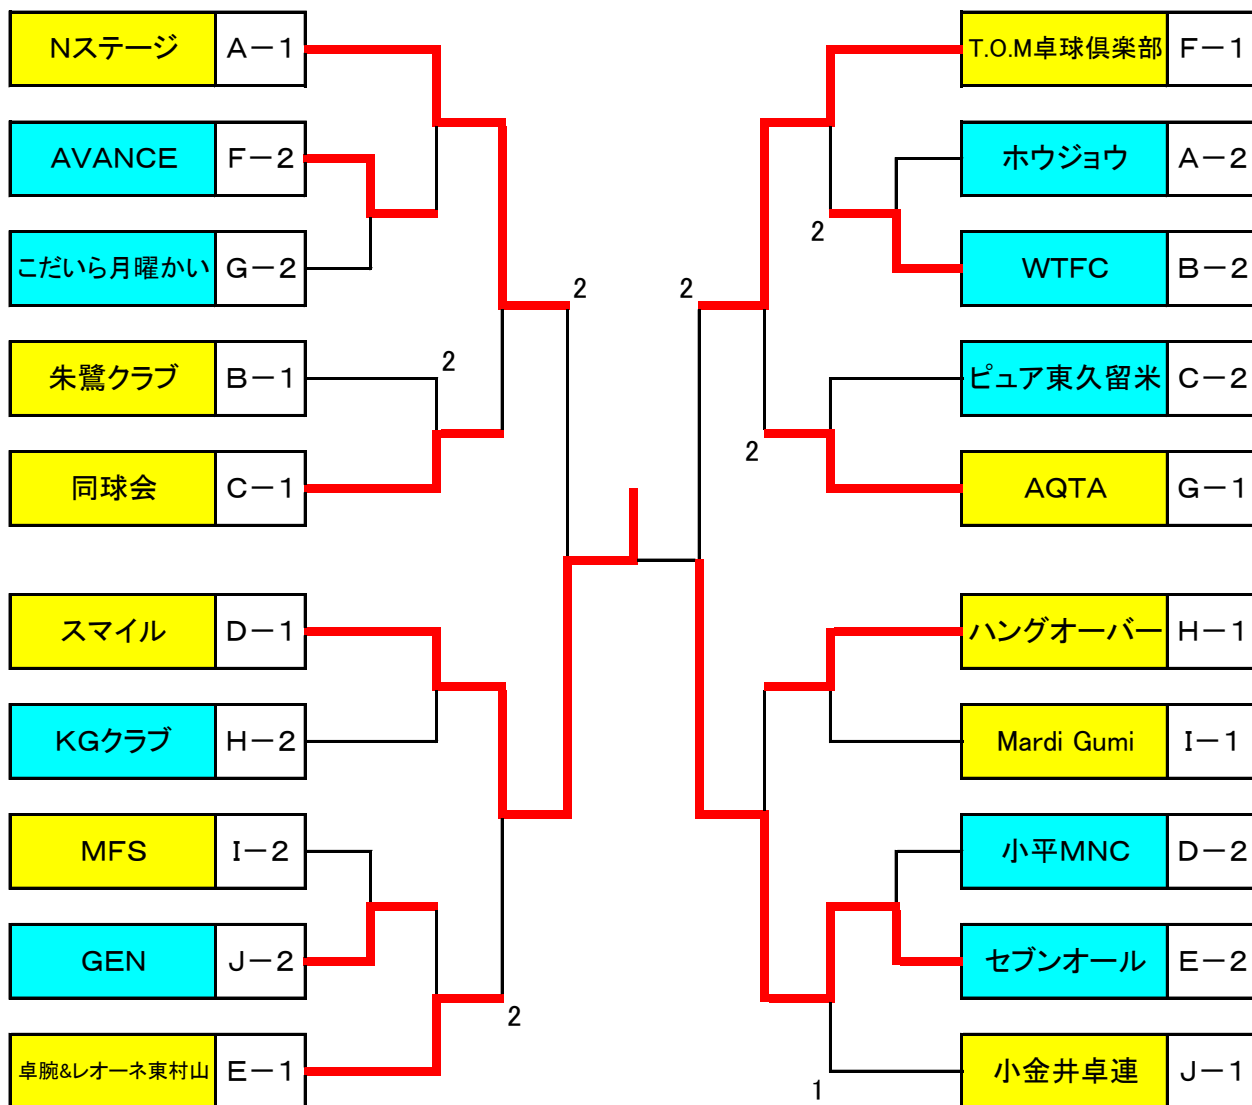 Nステージ A-1
AVANCE F-2
こだいら月曜かい G-2
2
朱鷺クラブ B-1
2
同球会 C-1
スマイル D-1
KGクラブ H-2
MFS I-2
GEN J-2
2
卓腕&レオーネ東村山 E-1
T.O.M卓球倶楽部 F-1
ホウジョウ A-2
2
WTFC B-2
2
ピュア東久留米 C-2
2
AQTA G-1
ハングオーバー H-1
Mardi Gumi I-1
小平MNC D-2
セブンオール E-2
1
小金井卓連 J-1